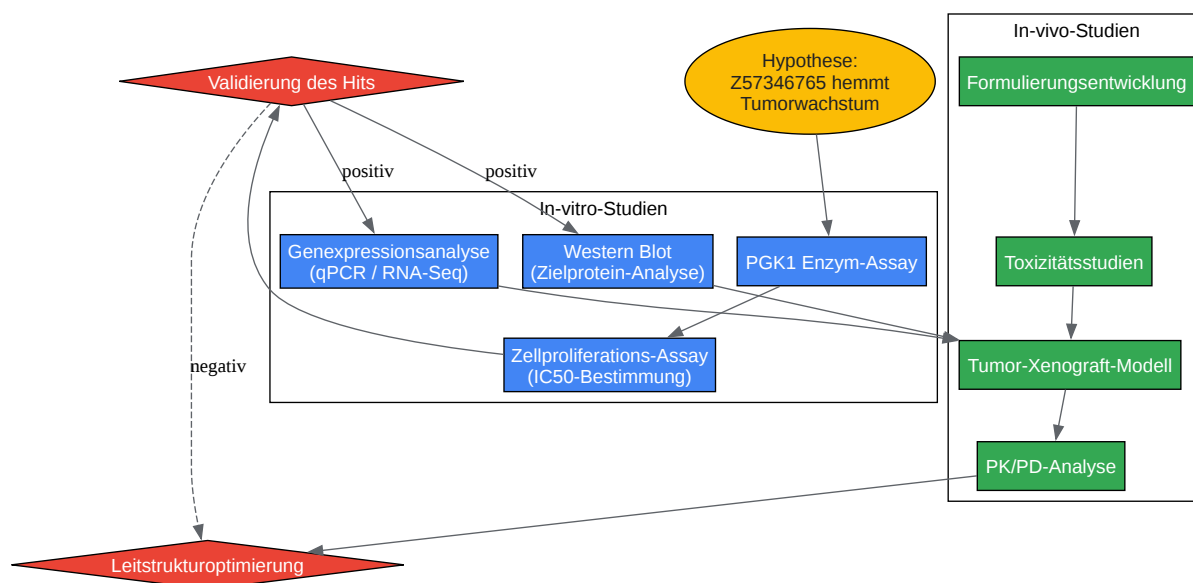 In-vivo-Studien
Hypothese:
Z57346765 hemmt
Tumorwachstum
Validierung des Hits
Formulierungsentwicklung
positiv
positiv
In-vitro-Studien
Genexpressionsanalyse
(qPCR / RNA-Seq)
Western Blot
(Zielprotein-Analyse)
PGK1 Enzym-Assay
Toxizitätsstudien
Zellproliferations-Assay
(IC50-Bestimmung)
Tumor-Xenograft-Modell
negativ
PK/PD-Analyse
Leitstrukturoptimierung